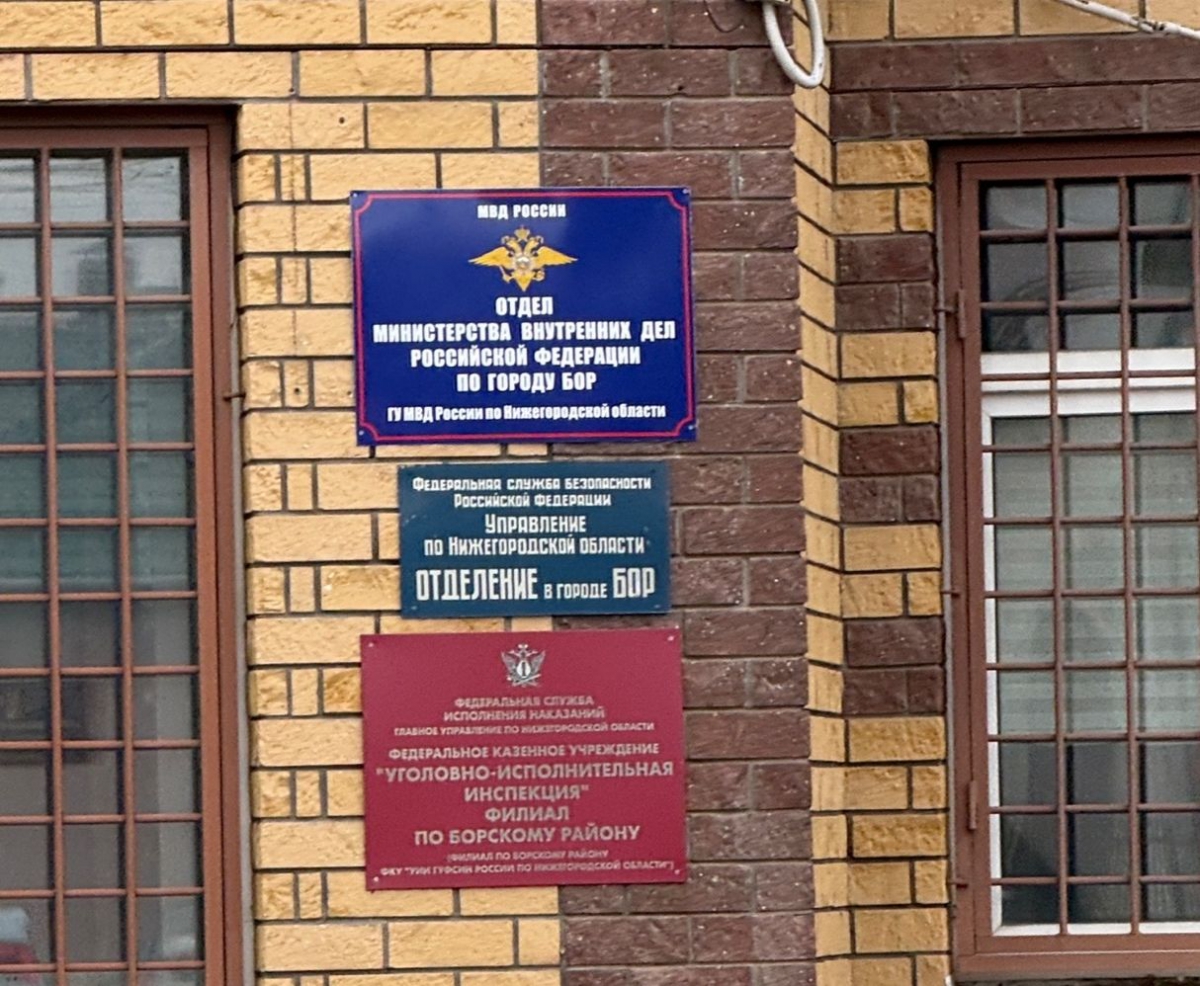 МВД РОССИИ
ОТДЕЛ
МИНИСТЕРСТВА ВНУТРЕННИХ ДЕЛ
РОССИЙСКОЙ ФЕДЕРАЦИИ
ПО ГОРОДУ БОР
ГУ МВД России по Нижегородской области
ФЕДЕРАЛЬНАЯ СЛУЖБА БЕЗОПАСНОСТИ
РОССИЙСКОЙ ФЕДЕРАЦИИ
УПРАВЛЕНИЕ
ПО НИЖЕГОРОДСКОЙ ОБЛАСТИ
ОТДЕЛЕНИЕ В ГОРОДЕ БОР
ФЕДЕРАЛЬНАЯ СЛУЖБА
ИСПОЛНЕНИЯ НАКАЗАНИЙ
ГЛАВНОЕ УПРАВЛЕНИЕ ПО НИЖЕГОРОДСКОЙ ОБЛАСТИ
ФЕДЕРАЛЬНОЕ КАЗЕННОЕ УЧРЕЖДЕНИЕ
"УГОЛОВНО-ИСПОЛНИТЕЛЬНАЯ
ИНСПЕКЦИЯ"
ФИЛИАЛ
ПО БОРСКОМУ РАЙОНУ
(ФИЛИАЛ ПО БОРСКОМУ РАЙОНУ
ФКУ "УИИ ГУФСИН РОССИИ ПО НИЖЕГОРОДСКОЙ ОБЛАСТИ")